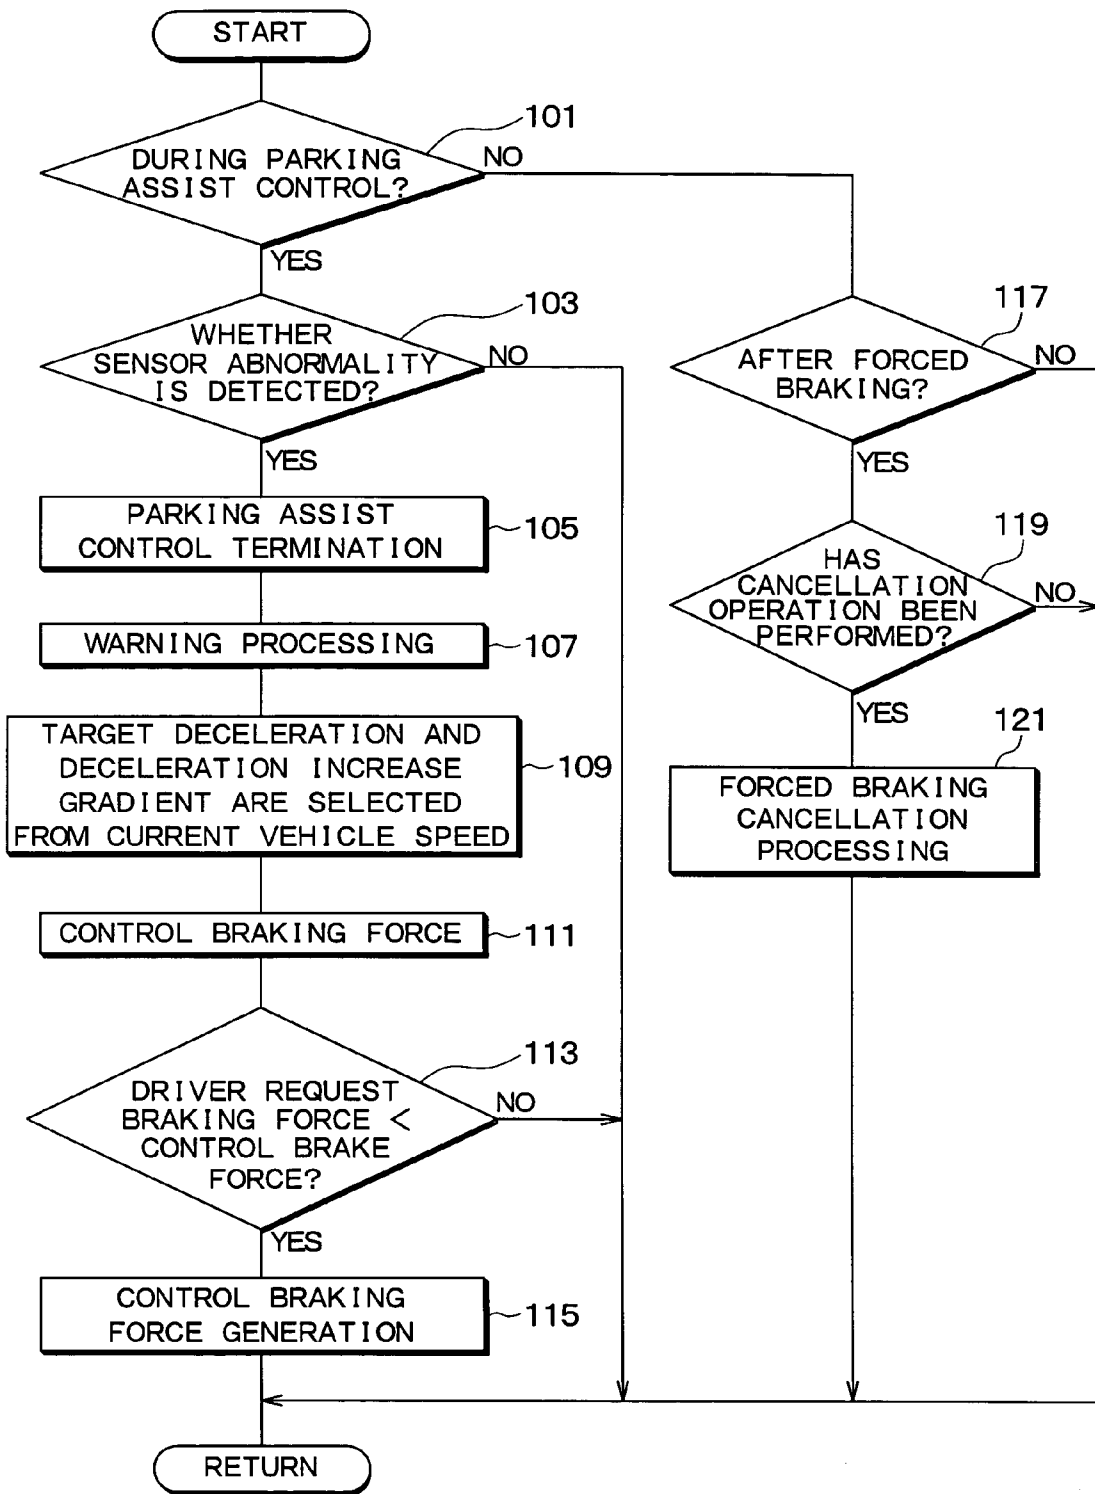 START
101
DURING PARKING
ASSIST CONTROL?
NO
YES
103
WHETHER
SENSOR ABNORMALITY
IS DETECTED?
NO
YES
PARKING ASSIST
CONTROL TERMINATION
105
WARNING PROCESSING
107
TARGET DECELERATION AND
DECELERATION INCREASE
GRADIENT ARE SELECTED
FROM CURRENT VEHICLE SPEED
109
CONTROL BRAKING FORCE
111
113
DRIVER REQUEST
BRAKING FORCE <
CONTROL BRAKE
FORCE?
NO
YES
CONTROL BRAKING
FORCE GENERATION
115
RETURN
117
AFTER FORCED
BRAKING?
NO
YES
119
HAS
CANCELLATION
OPERATION BEEN
PERFORMED?
NO
YES
121
FORCED BRAKING
CANCELLATION
PROCESSING